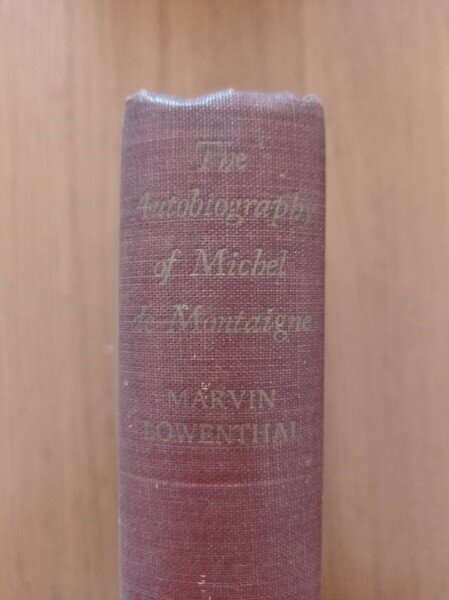 The
Autobiography
of Michel
de Montaigne
MARVIN
LOWENTHAL